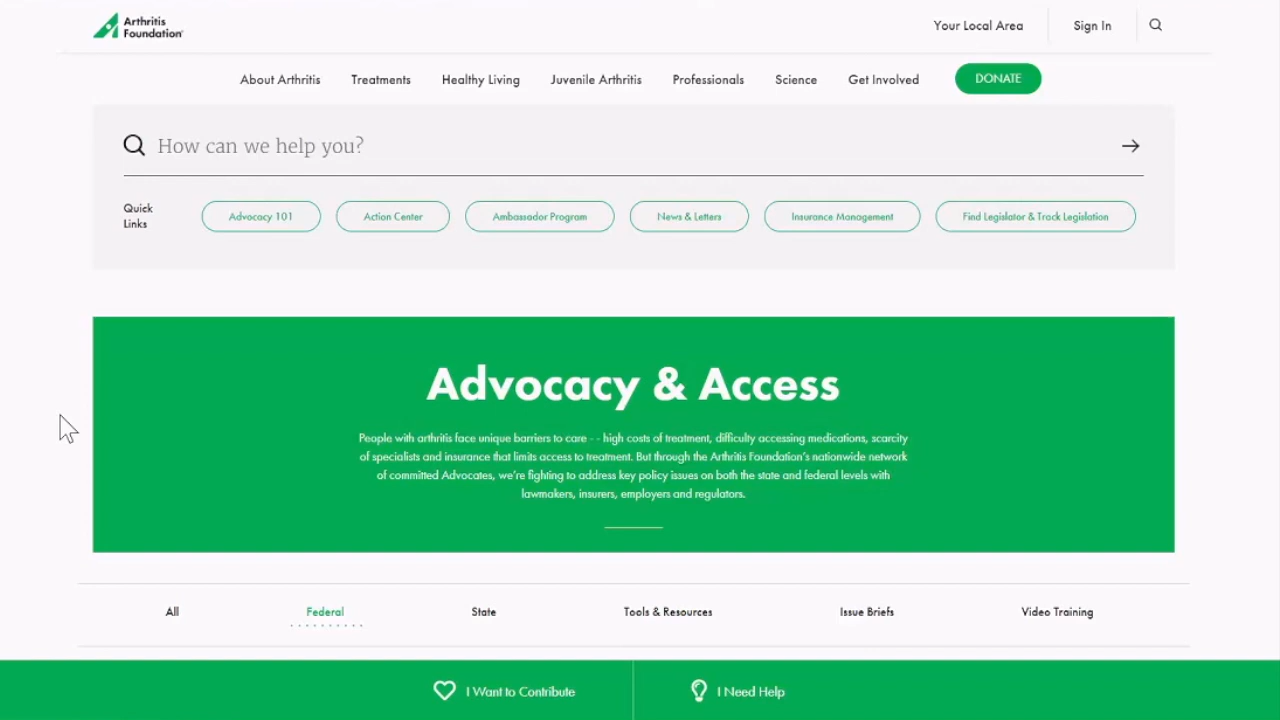 Arthritis
Foundation
Your Local Area
Sign In
About Arthritis
Treatments
Healthy Living
Juvenile Arthritis
Professionals
Science
Get Involved
DONATE
How can we help you?
Quick
Links
Advocacy 101
Action Center
Ambassador Program
News & Letters
Insurance Management
Find Legislator & Track Legislation
Advocacy & Access
People with arthritis face unique barriers to care - - high costs of treatment, difficulty accessing medications, scarcity
of specialists and insurance that limits access to treatment. But through the Arthritis Foundation's nationwide network
of committed Advocates, we're fighting to address key policy issues on both the state and federal levels with
lawmakers, insurers, employers and regulators.
All
Federal
State
Tools & Resources
Issue Briefs
Video Training
I Want to Contribute
I Need Help